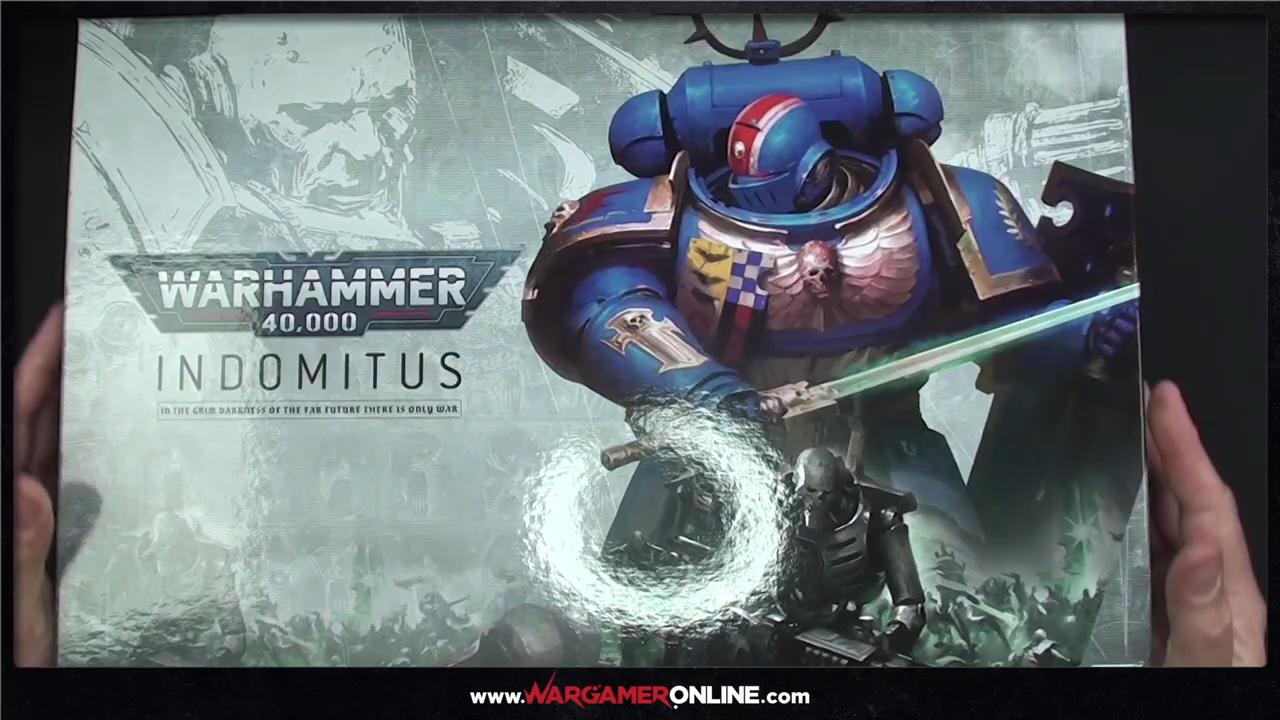 WARHAMMER
40,000
INDOMITUS
IN THE GRIM DARKNESS OF THE FAR FUTURE THERE IS ONLY WAR
www.WARGAMERONLINE.com